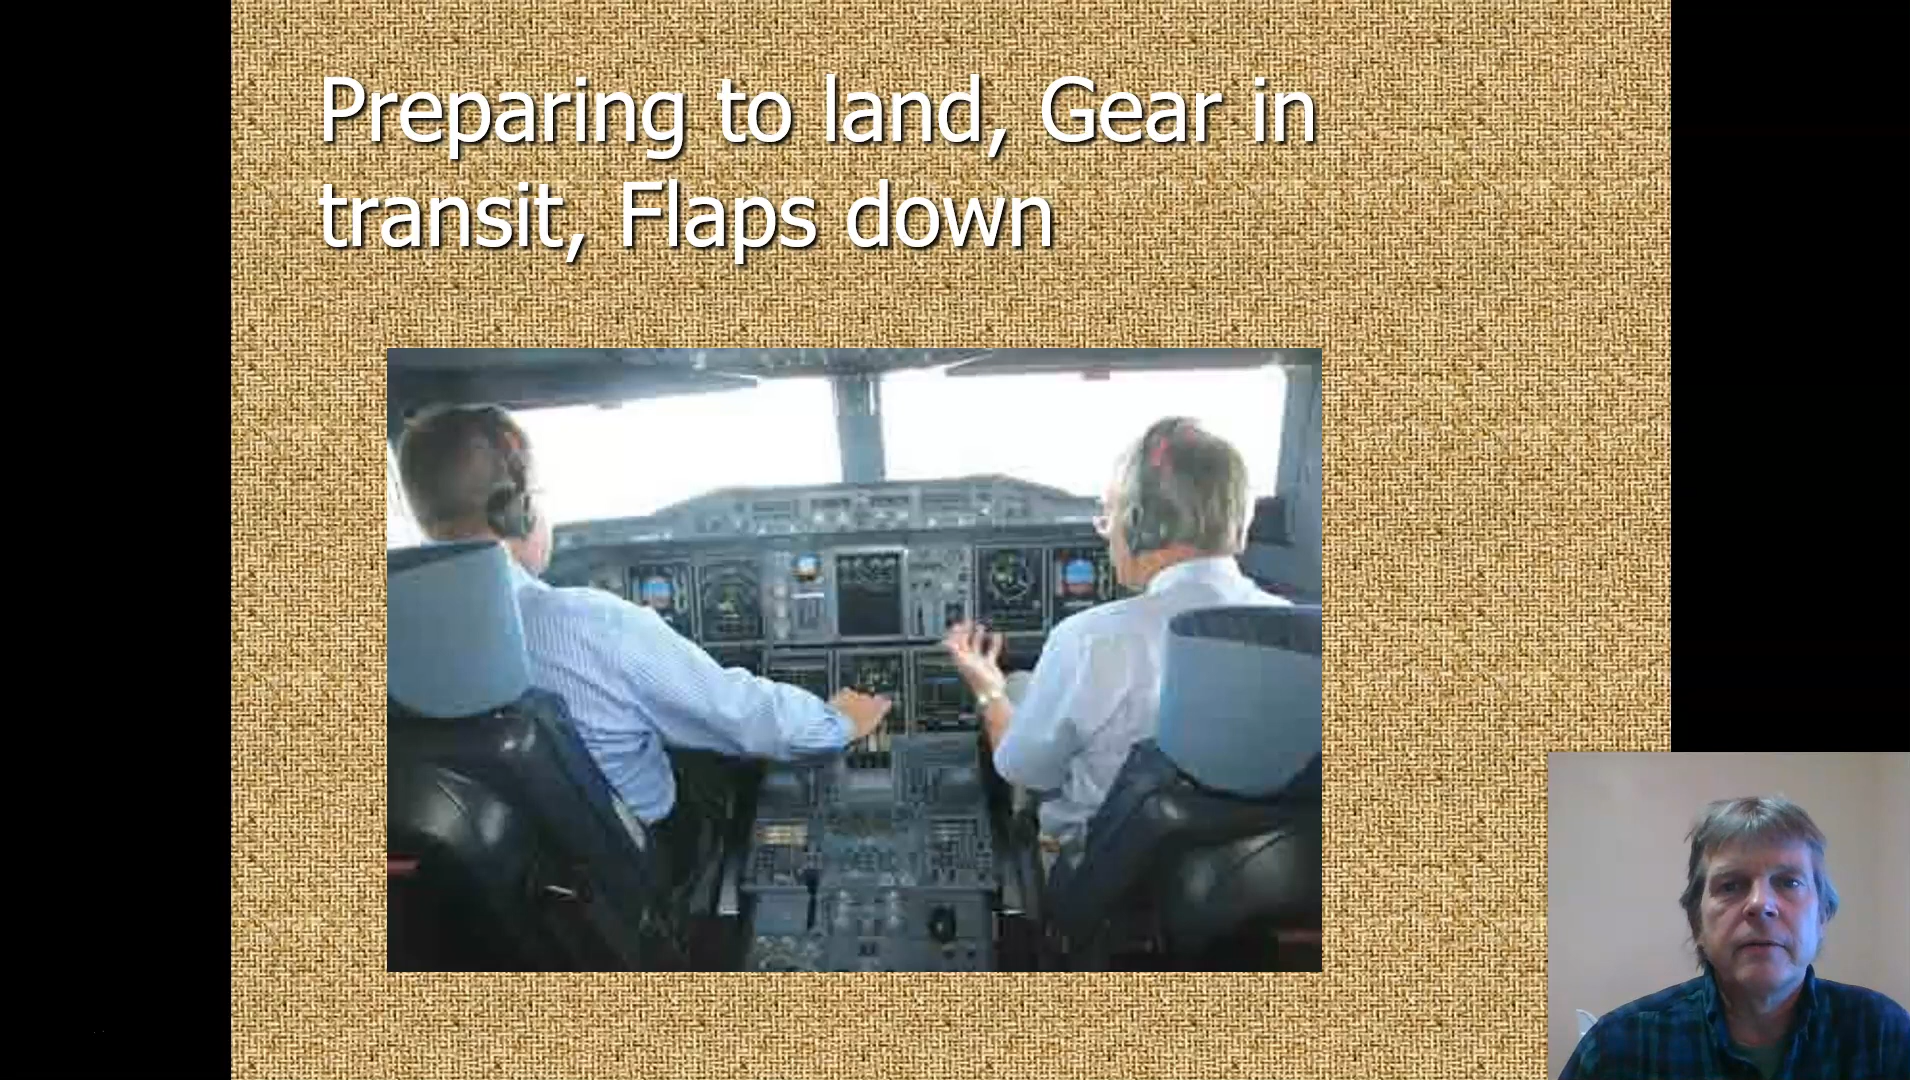 Preparing to land, Gear in
transit, Flaps down